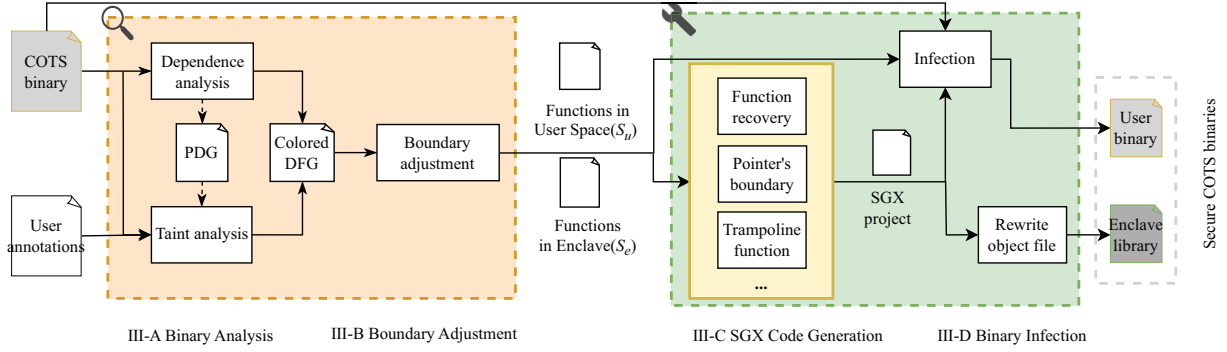 COTS
binary
User
annotations
Dependence
analysis
PDG
Taint analysis
Colored
DFG
Boundary
adjustment
Functions in
User Space(Su)
Functions
in Enclave(Se)
Function
recovery
Pointer's
boundary
Trampoline
function
...
SGX
project
Infection
Rewrite
object file
User
binary
Enclave
library
Secure COTS binaries
III-A Binary Analysis
III-B Boundary Adjustment
III-C SGX Code Generation
III-D Binary Infection